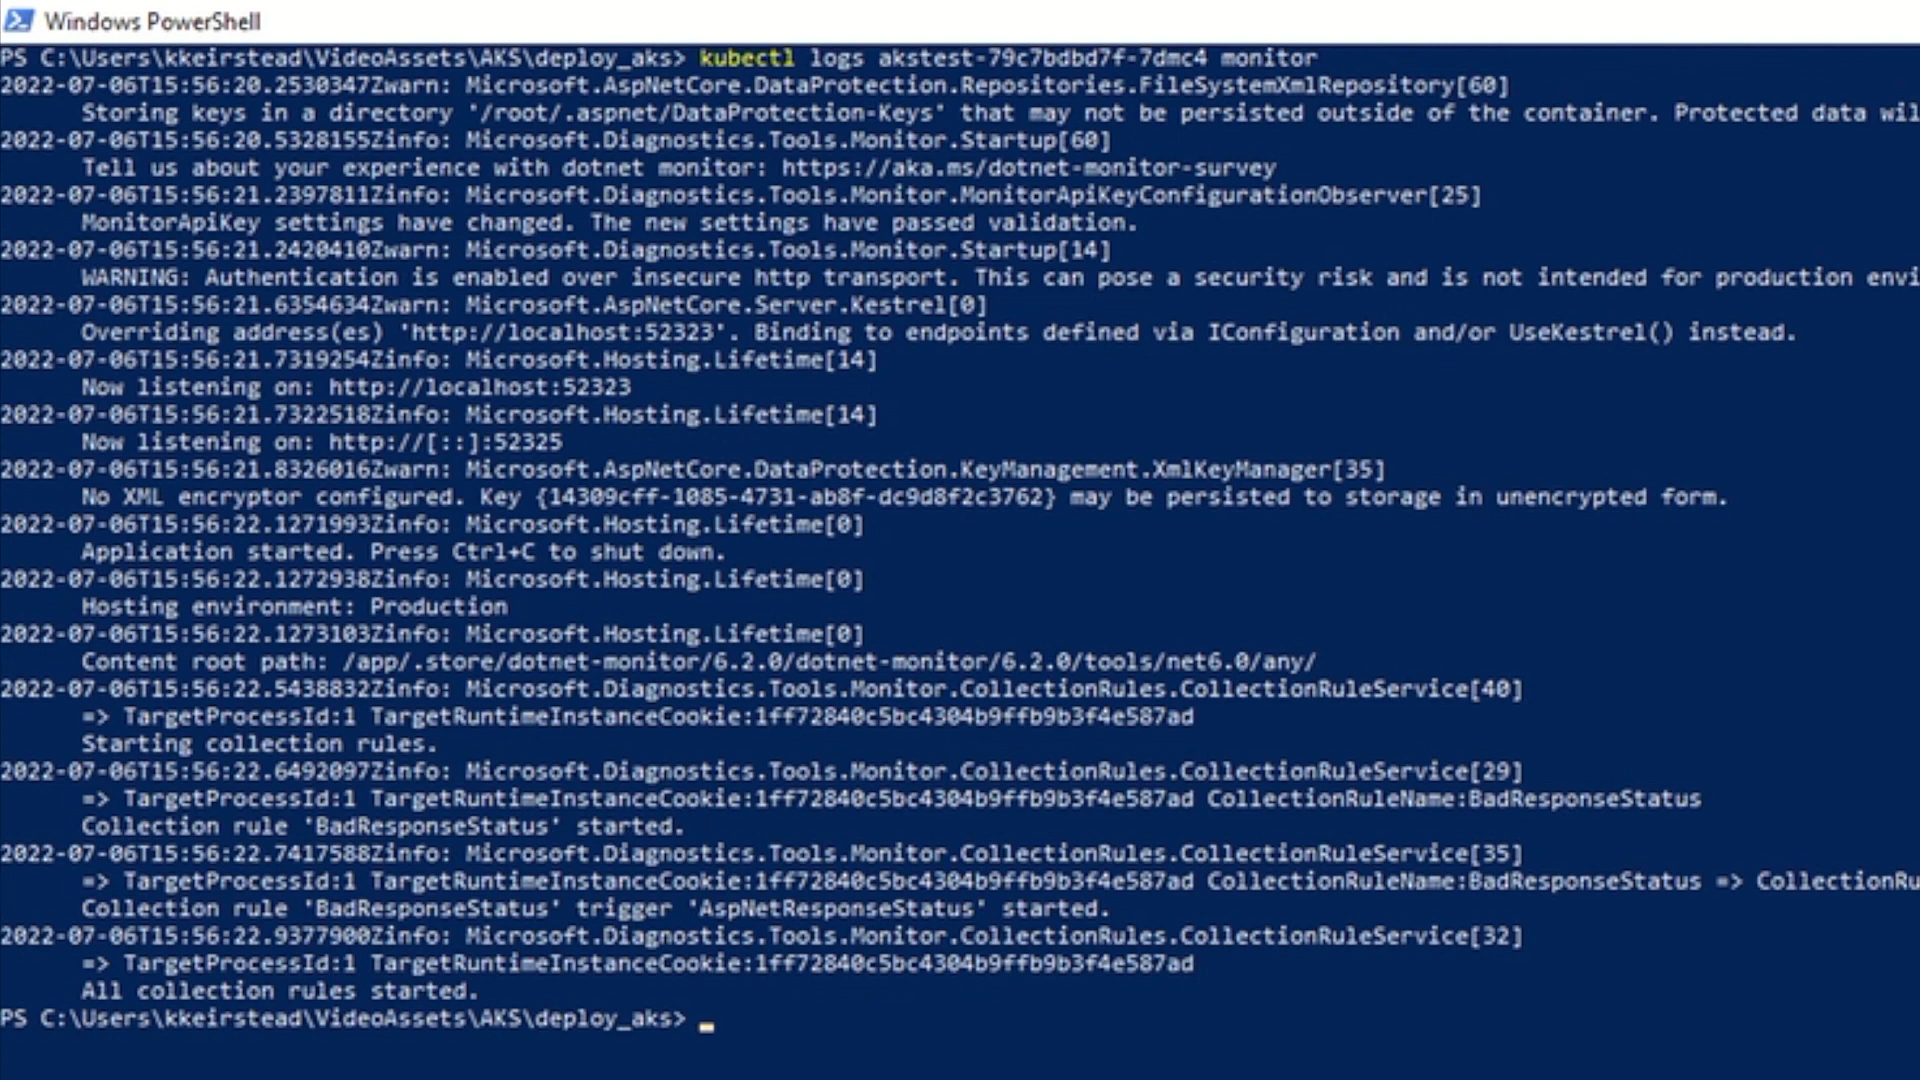 Windows PowerShell
PS C:\Users\kkeirstead\VideoAssets\AKS\deploy_aks> kubectl logs akstest-79c7bdbd7f-7dmc4 monitor
2022-07-06T15:56:20.2530347Zwarn: Microsoft.AspNetCore.DataProtection.Repositories.FileSystemXmlRepository[60]
Storing keys in a directory '/root/.aspnet/DataProtection-Keys' that may not be persisted outside of the container. Protected data wil
2022-07-06T15:56:20.5328155Zinfo: Microsoft.Diagnostics.Tools.Monitor.Startup[60]
Tell us about your experience with dotnet monitor: https://aka.ms/dotnet-monitor-survey
2022-07-06T15:56:21.2397811Zinfo: Microsoft.Diagnostics.Tools.Monitor.MonitorApiKeyConfigurationObserver[25]
MonitorApiKey settings have changed. The new settings have passed validation.
2022-07-06T15:56:21.2420410Zwarn: Microsoft.Diagnostics.Tools.Monitor.Startup[14]
WARNING: Authentication is enabled over insecure http transport. This can pose a security risk and is not intended for production envi
2022-07-06T15:56:21.6354634Zwarn: Microsoft.AspNetCore.Server.Kestrel[0]
Overriding address(es) 'http://localhost:52323'. Binding to endpoints defined via IConfiguration and/or UseKestrel() instead.
2022-07-06T15:56:21.7319254Zinfo: Microsoft.Hosting.Lifetime[14]
Now listening on: http://localhost:52323
2022-07-06T15:56:21.7322518Zinfo: Microsoft.Hosting.Lifetime[14]
Now listening on: http://[::]:52325
2022-07-06T15:56:21.8326016Zwarn: Microsoft.AspNetCore.DataProtection.KeyManagement.XmlKeyManager[35]
No XML encryptor configured. Key {14309cff-1085-4731-ab8f-dc9d8f2c3762} may be persisted to storage in unencrypted form.
2022-07-06T15:56:22.1271993Zinfo: Microsoft.Hosting.Lifetime[0]
Application started. Press Ctrl+C to shut down.
2022-07-06T15:56:22.1272938Zinfo: Microsoft.Hosting.Lifetime[0]
Hosting environment: Production
2022-07-06T15:56:22.1273103Zinfo: Microsoft.Hosting.Lifetime[0]
Content root path: /app/.store/dotnet-monitor/6.2.0/dotnet-monitor/6.2.0/tools/net6.0/any/
2022-07-06T15:56:22.5438832Zinfo: Microsoft.Diagnostics.Tools.Monitor.CollectionRules.CollectionRuleService[40]
=> TargetProcessId:1 TargetRuntimeInstanceCookie:1ff72840c5bc4304b9ffb9b3f4e587ad
Starting collection rules.
2022-07-06T15:56:22.6492097Zinfo: Microsoft.Diagnostics.Tools.Monitor.CollectionRules.CollectionRuleService[29]
=> TargetProcessId:1 TargetRuntimeInstanceCookie:1ff72840c5bc4304b9ffb9b3f4e587ad CollectionRuleName:BadResponseStatus
Collection rule 'BadResponseStatus' started.
2022-07-06T15:56:22.7417588Zinfo: Microsoft.Diagnostics.Tools.Monitor.CollectionRules.CollectionRuleService[35]
=> TargetProcessId:1 TargetRuntimeInstanceCookie:1ff72840c5bc4304b9ffb9b3f4e587ad CollectionRuleName:BadResponseStatus => CollectionRu
Collection rule 'BadResponseStatus' trigger 'AspNetResponseStatus' started.
2022-07-06T15:56:22.9377900Zinfo: Microsoft.Diagnostics.Tools.Monitor.CollectionRules.CollectionRuleService[32]
=> TargetProcessId:1 TargetRuntimeInstanceCookie:1ff72840c5bc4304b9ffb9b3f4e587ad
All collection rules started.
PS C:\Users\kkeirstead\VideoAssets\AKS\deploy_aks> _